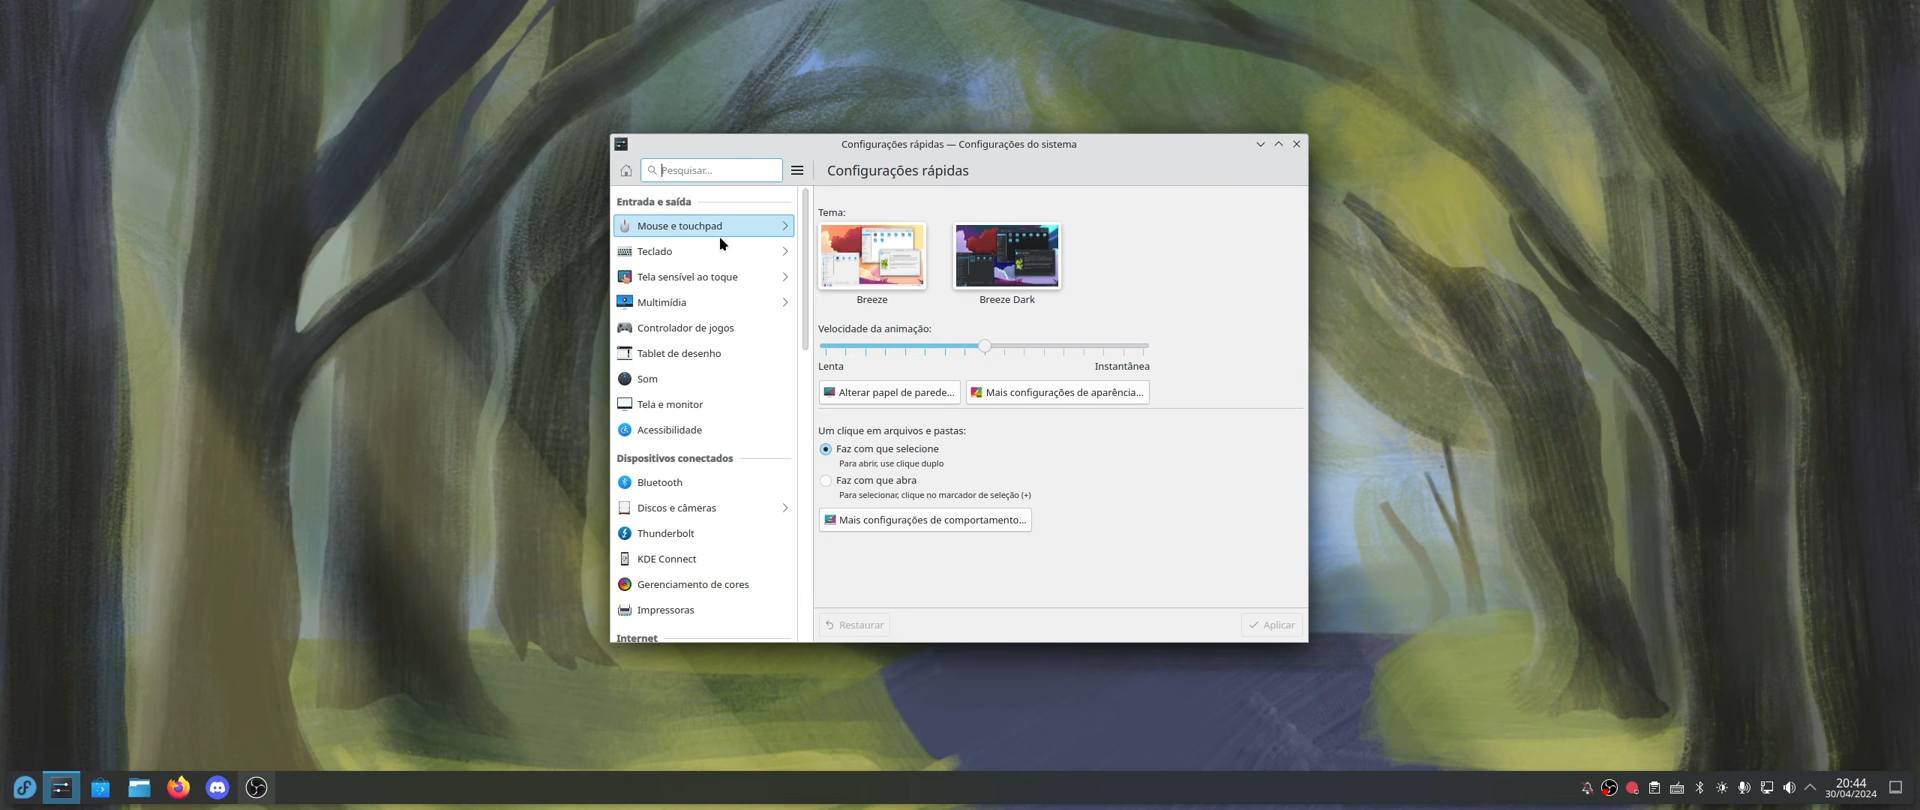 Configurações rápidas — Configurações do sistema
Pesquisar...
Configurações rápidas
Entrada e saída
Mouse e touchpad
Teclado
Tela sensível ao toque
Multimídia
Controlador de jogos
Tablet de desenho
Som
Tela e monitor
Acessibilidade
Dispositivos conectados
Bluetooth
Discos e câmeras
Thunderbolt
KDE Connect
Gerenciamento de cores
Impressoras
Internet
Tema:
Breeze
Breeze Dark
Velocidade da animação:
Lenta
Instantânea
Alterar papel de parede...
Mais configurações de aparência...
Um clique em arquivos e pastas:
Faz com que selecione
Para abrir, use clique duplo
Faz com que abra
Para selecionar, clique no marcador de seleção (+)
Mais configurações de comportamento...
Restaurar
Aplicar
20:44
30/04/2024